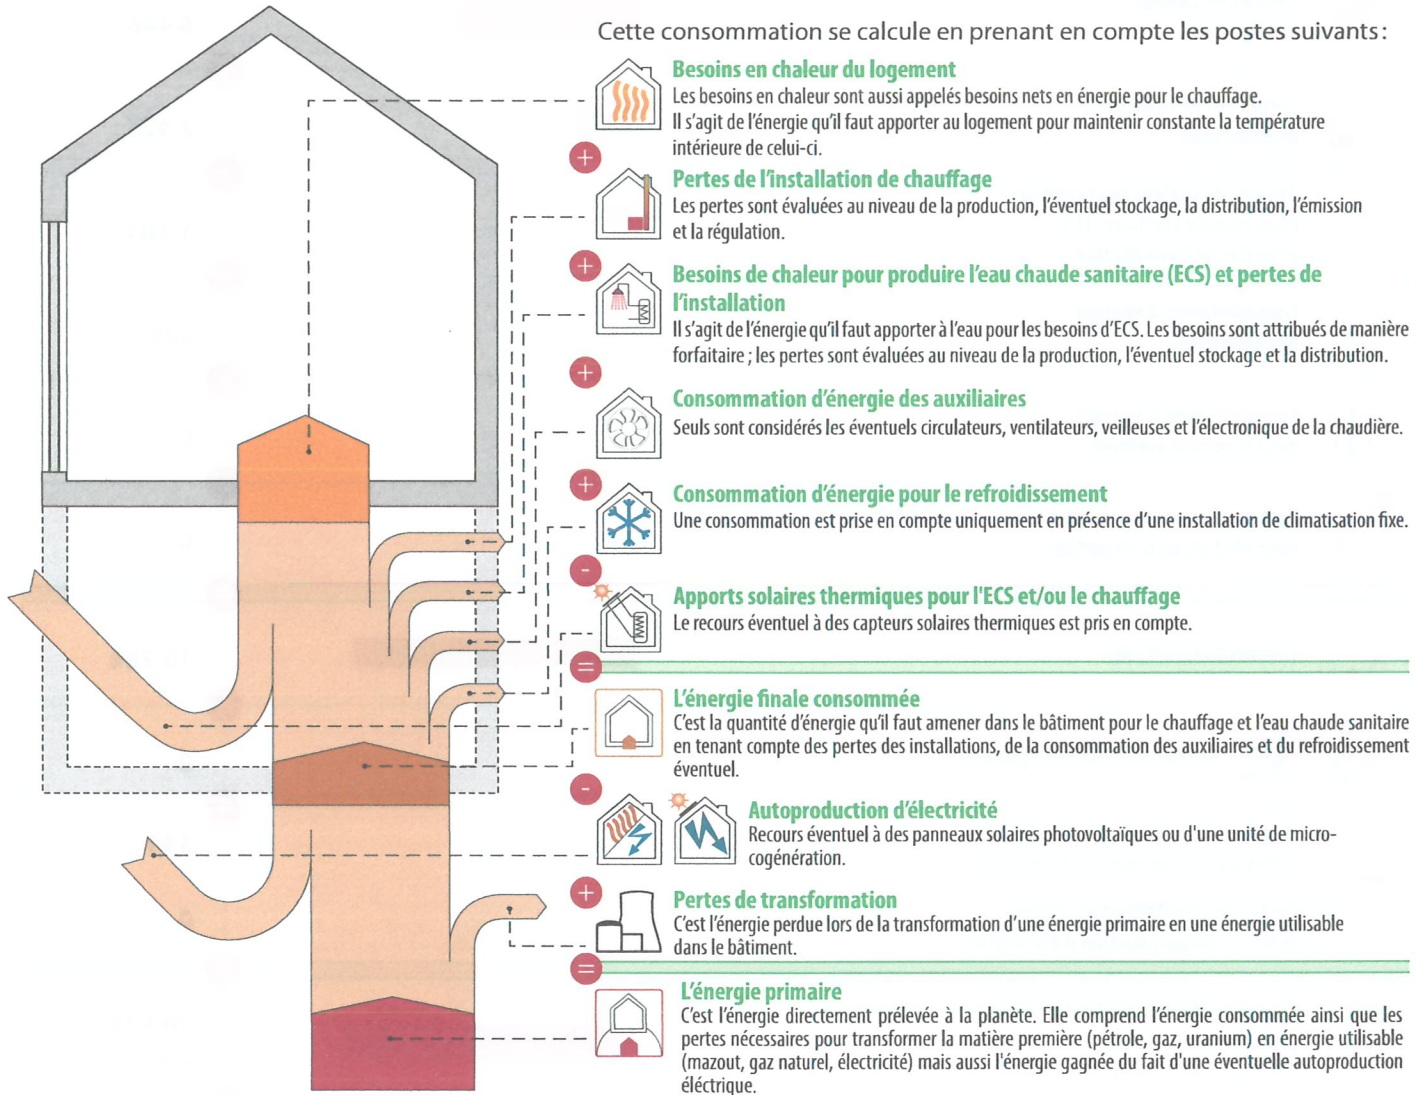 Cette consommation se calcule en prenant en compte les postes suivants :
Besoins en chaleur du logement
Les besoins en chaleur sont aussi appelés besoins nets en énergie pour le chauffage.
Il s'agit de l'énergie qu'il faut apporter au logement pour maintenir constante la température
intérieure de celui-ci.
+
Pertes de l'installation de chauffage
Les pertes sont évaluées au niveau de la production, l'éventuel stockage, la distribution, l'émission
et la régulation.
+
Besoins de chaleur pour produire l'eau chaude sanitaire (ECS) et pertes de
l'installation
Il s'agit de l'énergie qu'il faut apporter à l'eau pour les besoins d'ECS. Les besoins sont attribués de manière
forfaitaire ; les pertes sont évaluées au niveau de la production, l'éventuel stockage et la distribution.
+
Consommation d'énergie des auxiliaires
Seuls sont considérés les éventuels circulateurs, ventilateurs, veilleuses et l'électronique de la chaudière.
+
Consommation d'énergie pour le refroidissement
Une consommation est prise en compte uniquement en présence d'une installation de climatisation fixe.
-
Apports solaires thermiques pour l'ECS et/ou le chauffage
Le recours éventuel à des capteurs solaires thermiques est pris en compte.
=
L'énergie finale consommée
C'est la quantité d'énergie qu'il faut amener dans le bâtiment pour le chauffage et l'eau chaude sanitaire
en tenant compte des pertes des installations, de la consommation des auxiliaires et du refroidissement
éventuel.
-
Autoproduction d'électricité
Recours éventuel à des panneaux solaires photovoltaïques ou d'une unité de micro-
cogénération.
+
Pertes de transformation
C'est l'énergie perdue lors de la transformation d'une énergie primaire en une énergie utilisable
dans le bâtiment.
=
L'énergie primaire
C'est l'énergie directement prélevée à la planète. Elle comprend l'énergie consommée ainsi que les
pertes nécessaires pour transformer la matière première (pétrole, gaz, uranium) en énergie utilisable
(mazout, gaz naturel, électricité) mais aussi l'énergie gagnée du fait d'une éventuelle autoproduction
éléctrique.